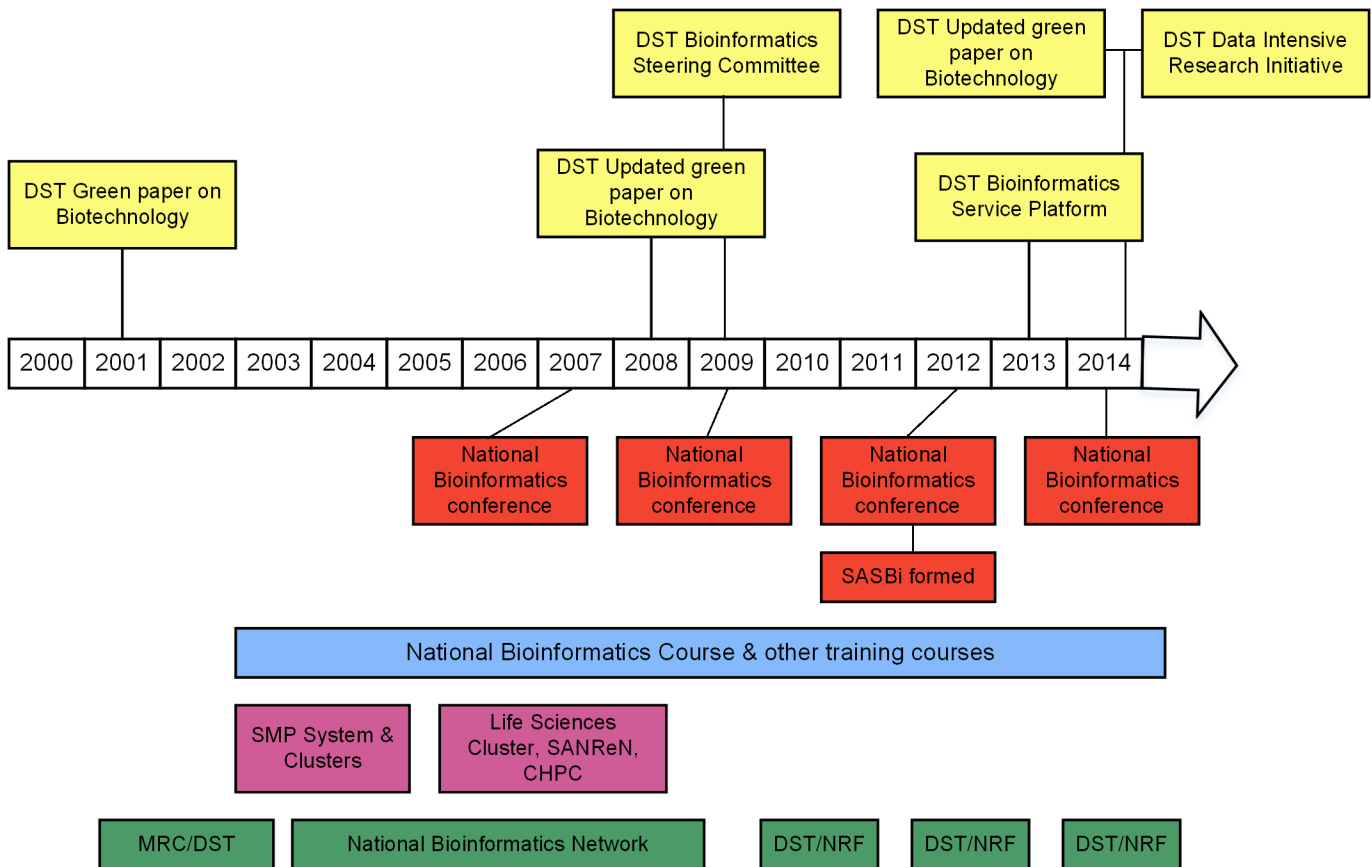 DST Bioinformatics
Steering Committee
DST Updated green
paper on
Biotechnology
DST Data Intensive
Research Initiative
DST Green paper on
Biotechnology
DST Updated green
paper on
Biotechnology
DST Bioinformatics
Service Platform
2000 2001 2002 2003 2004 2005 2006 2007 2008 2009 2010 2011 2012 2013 2014
National
Bioinformatics
conference
National
Bioinformatics
conference
National
Bioinformatics
conference
National
Bioinformatics
conference
SASBi formed
National Bioinformatics Course & other training courses
SMP System &
Clusters
Life Sciences
Cluster, SANReN,
CHPC
MRC/DST
National Bioinformatics Network
DST/NRF
DST/NRF
DST/NRF